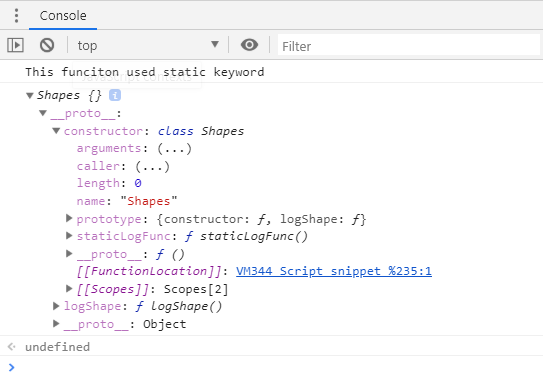 Console
top Filter
This funciton used static keyword
Shapes {} i
__proto__:
constructor: class Shapes
arguments: (...)
caller: (...)
length: 0
name: "Shapes"
prototype: {constructor: ƒ, logShape: ƒ}
staticLogFunc: ƒ staticLogFunc()
__proto__: ƒ ()
[[FunctionLocation]]: VM344 Script snippet %235:1
[[Scopes]]: Scopes[2]
logShape: ƒ logShape()
__proto__: Object
undefined